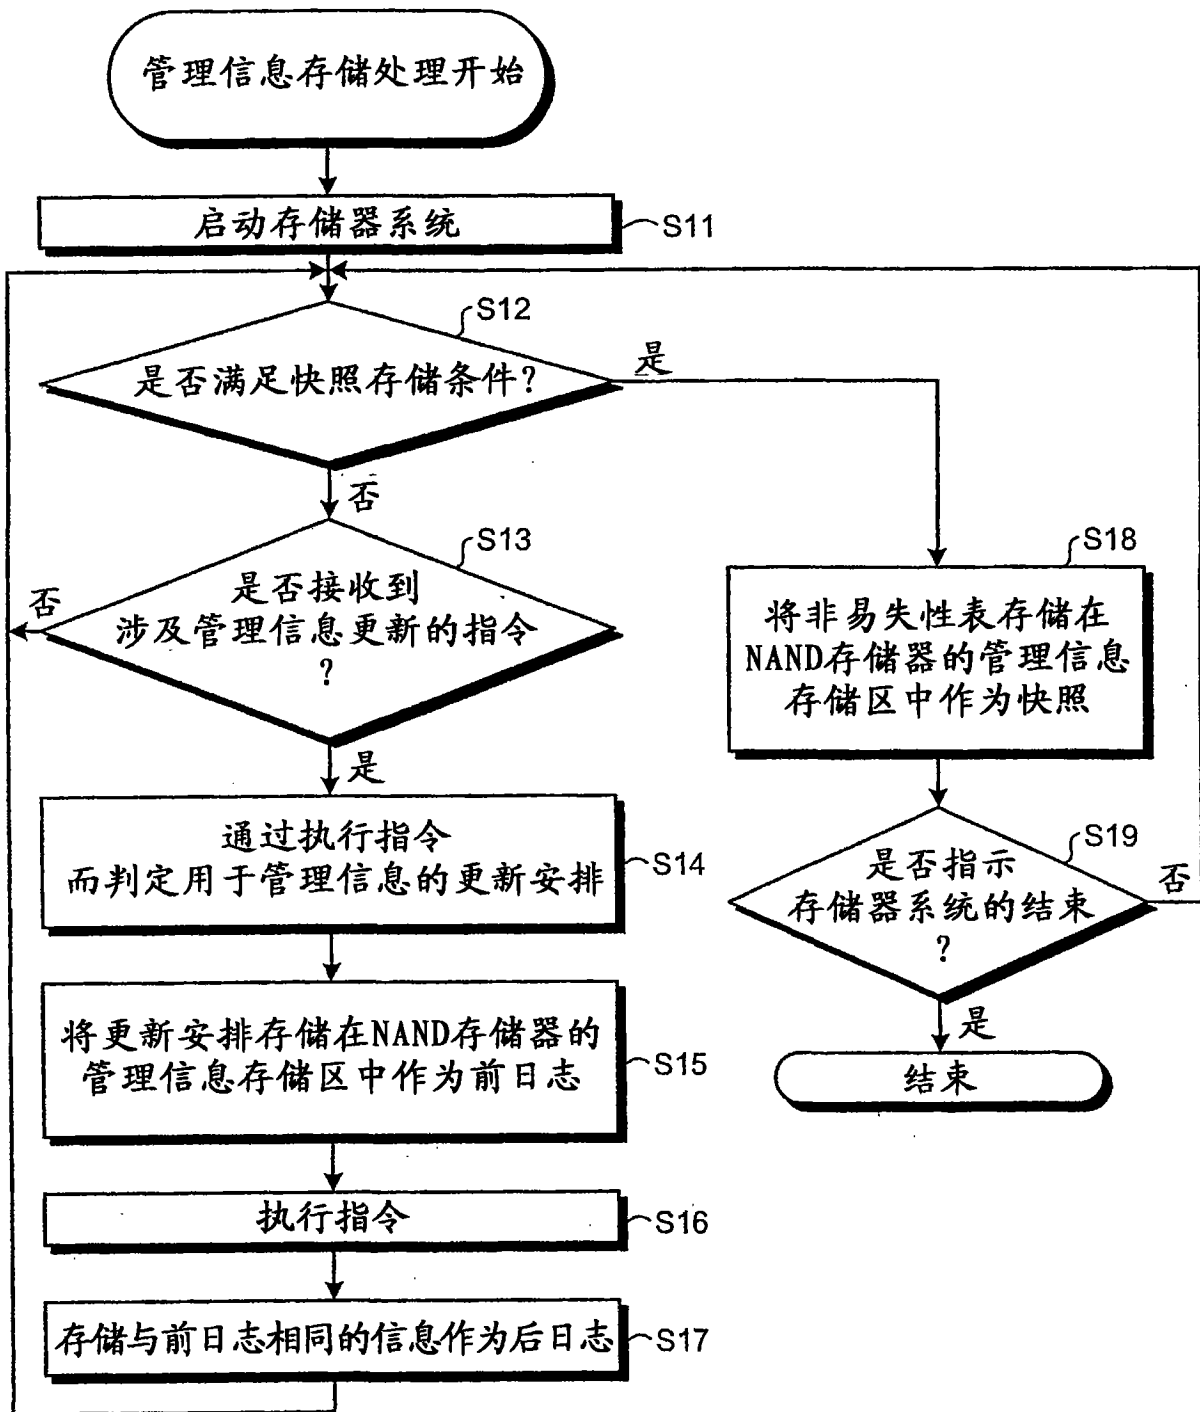 管理信息存储处理开始
启动存储器系统
S11
S12
是否满足快照存储条件?
是
否
S13
是否接收到
涉及管理信息更新的指令
?
否
是
通过执行指令
而判定用于管理信息的更新安排
S14
将更新安排存储在NAND存储器的
管理信息存储区中作为前日志
S15
执行指令
S16
存储与前日志相同的信息作为后日志
S17
S18
将非易失性表存储在
NAND存储器的管理信息
存储区中作为快照
S19
是否指示
存储器系统的结束
?
否
是
结束